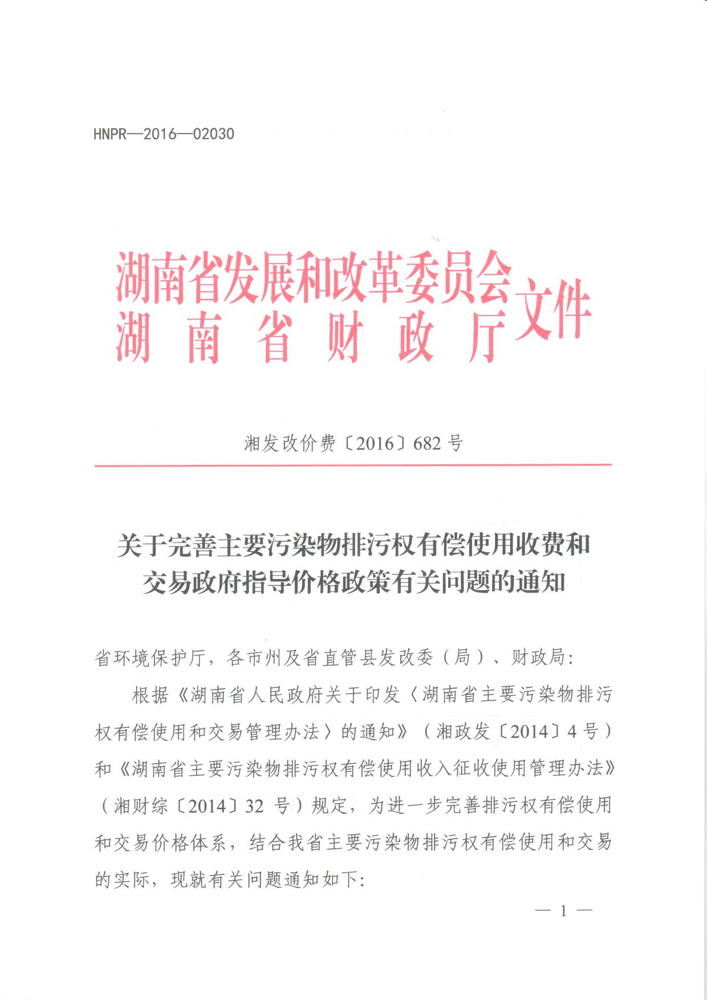 HNPR—2016—02030
湖南省发展和改革委员会
湖南省财政厅
文件
湘发改价费〔2016〕682 号
关于完善主要污染物排污权有偿使用收费和
交易政府指导价格政策有关问题的通知
省环境保护厅，各市州及省直管县发改委（局）、财政局：
根据《湖南省人民政府关于印发〈湖南省主要污染物排污
权有偿使用和交易管理办法〉的通知》（湘政发〔2014〕4 号）
和《湖南省主要污染物排污权有偿使用收入征收使用管理办法》
（湘财综〔2014〕32 号）规定，为进一步完善排污权有偿使用
和交易价格体系，结合我省主要污染物排污权有偿使用和交易
的实际，现就有关问题通知如下：
— 1 —